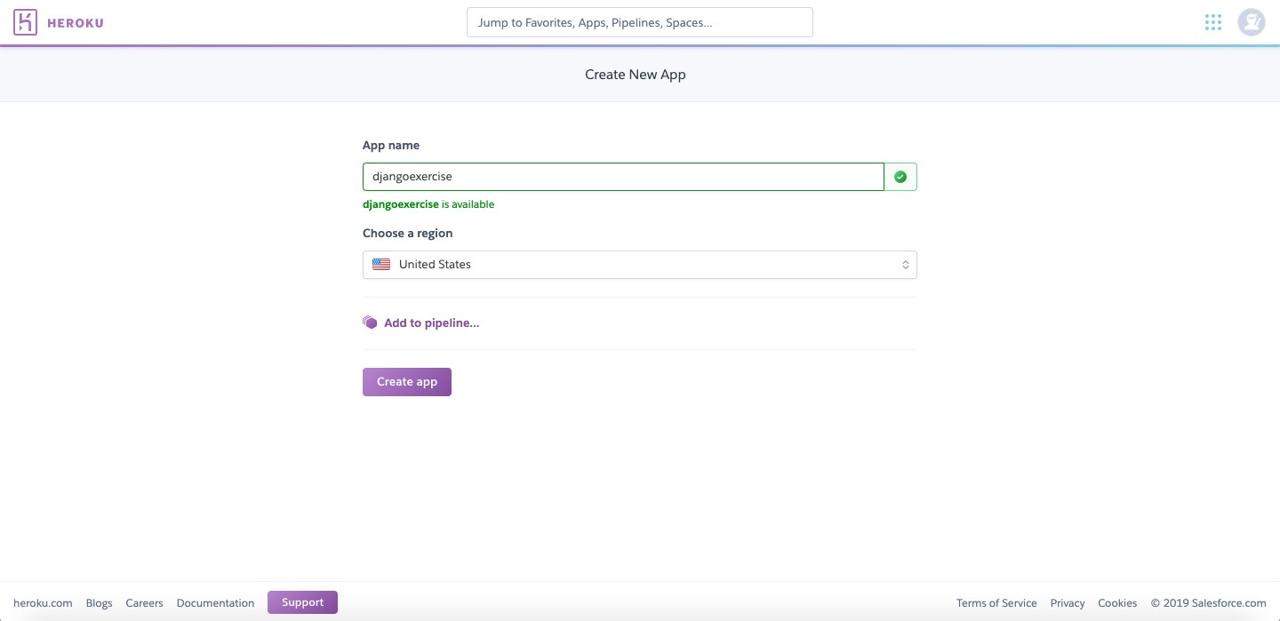 HEROKU
Jump to Favorites, Apps, Pipelines, Spaces...
Create New App
App name
djangoexercise
djangoexercise is available
Choose a region
United States
Add to pipeline...
Create app
heroku.com Blogs Careers Documentation Support Terms of Service Privacy Cookies © 2019 Salesforce.com